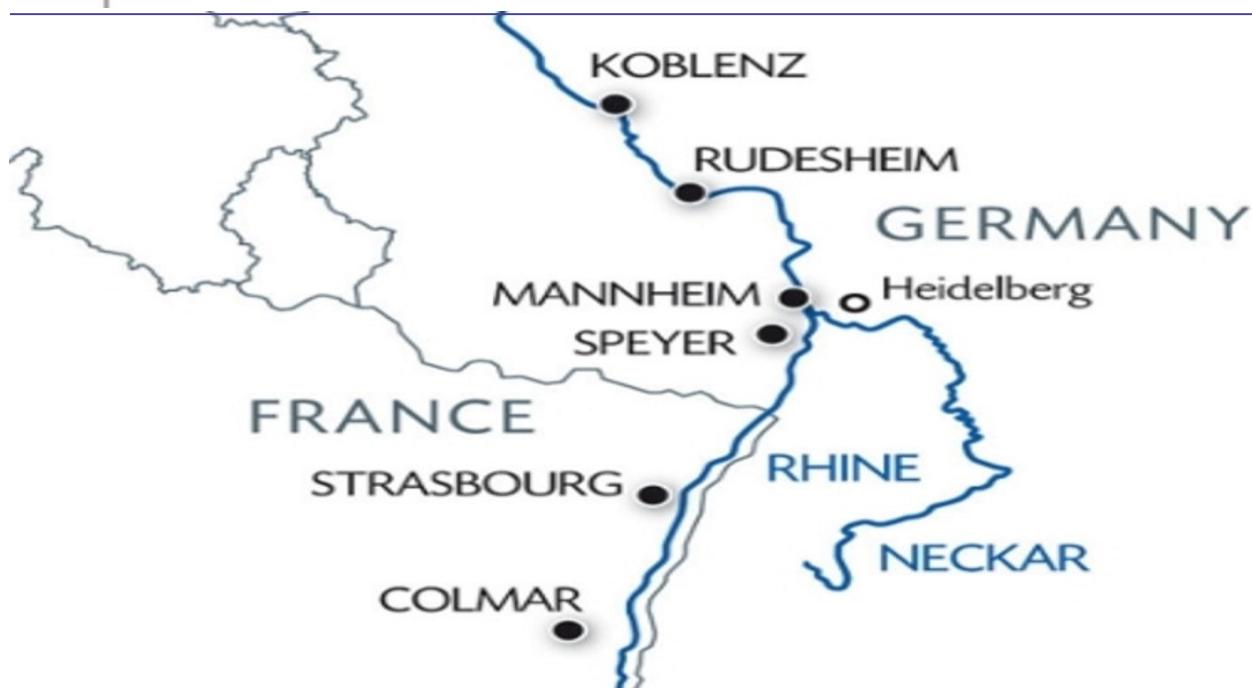 KOBLENZ
RUDESHEIM
GERMANY
MANNHEIM
Heidelberg
SPEYER
FRANCE
RHINE
STRASBOURG
NECKAR
COLMAR